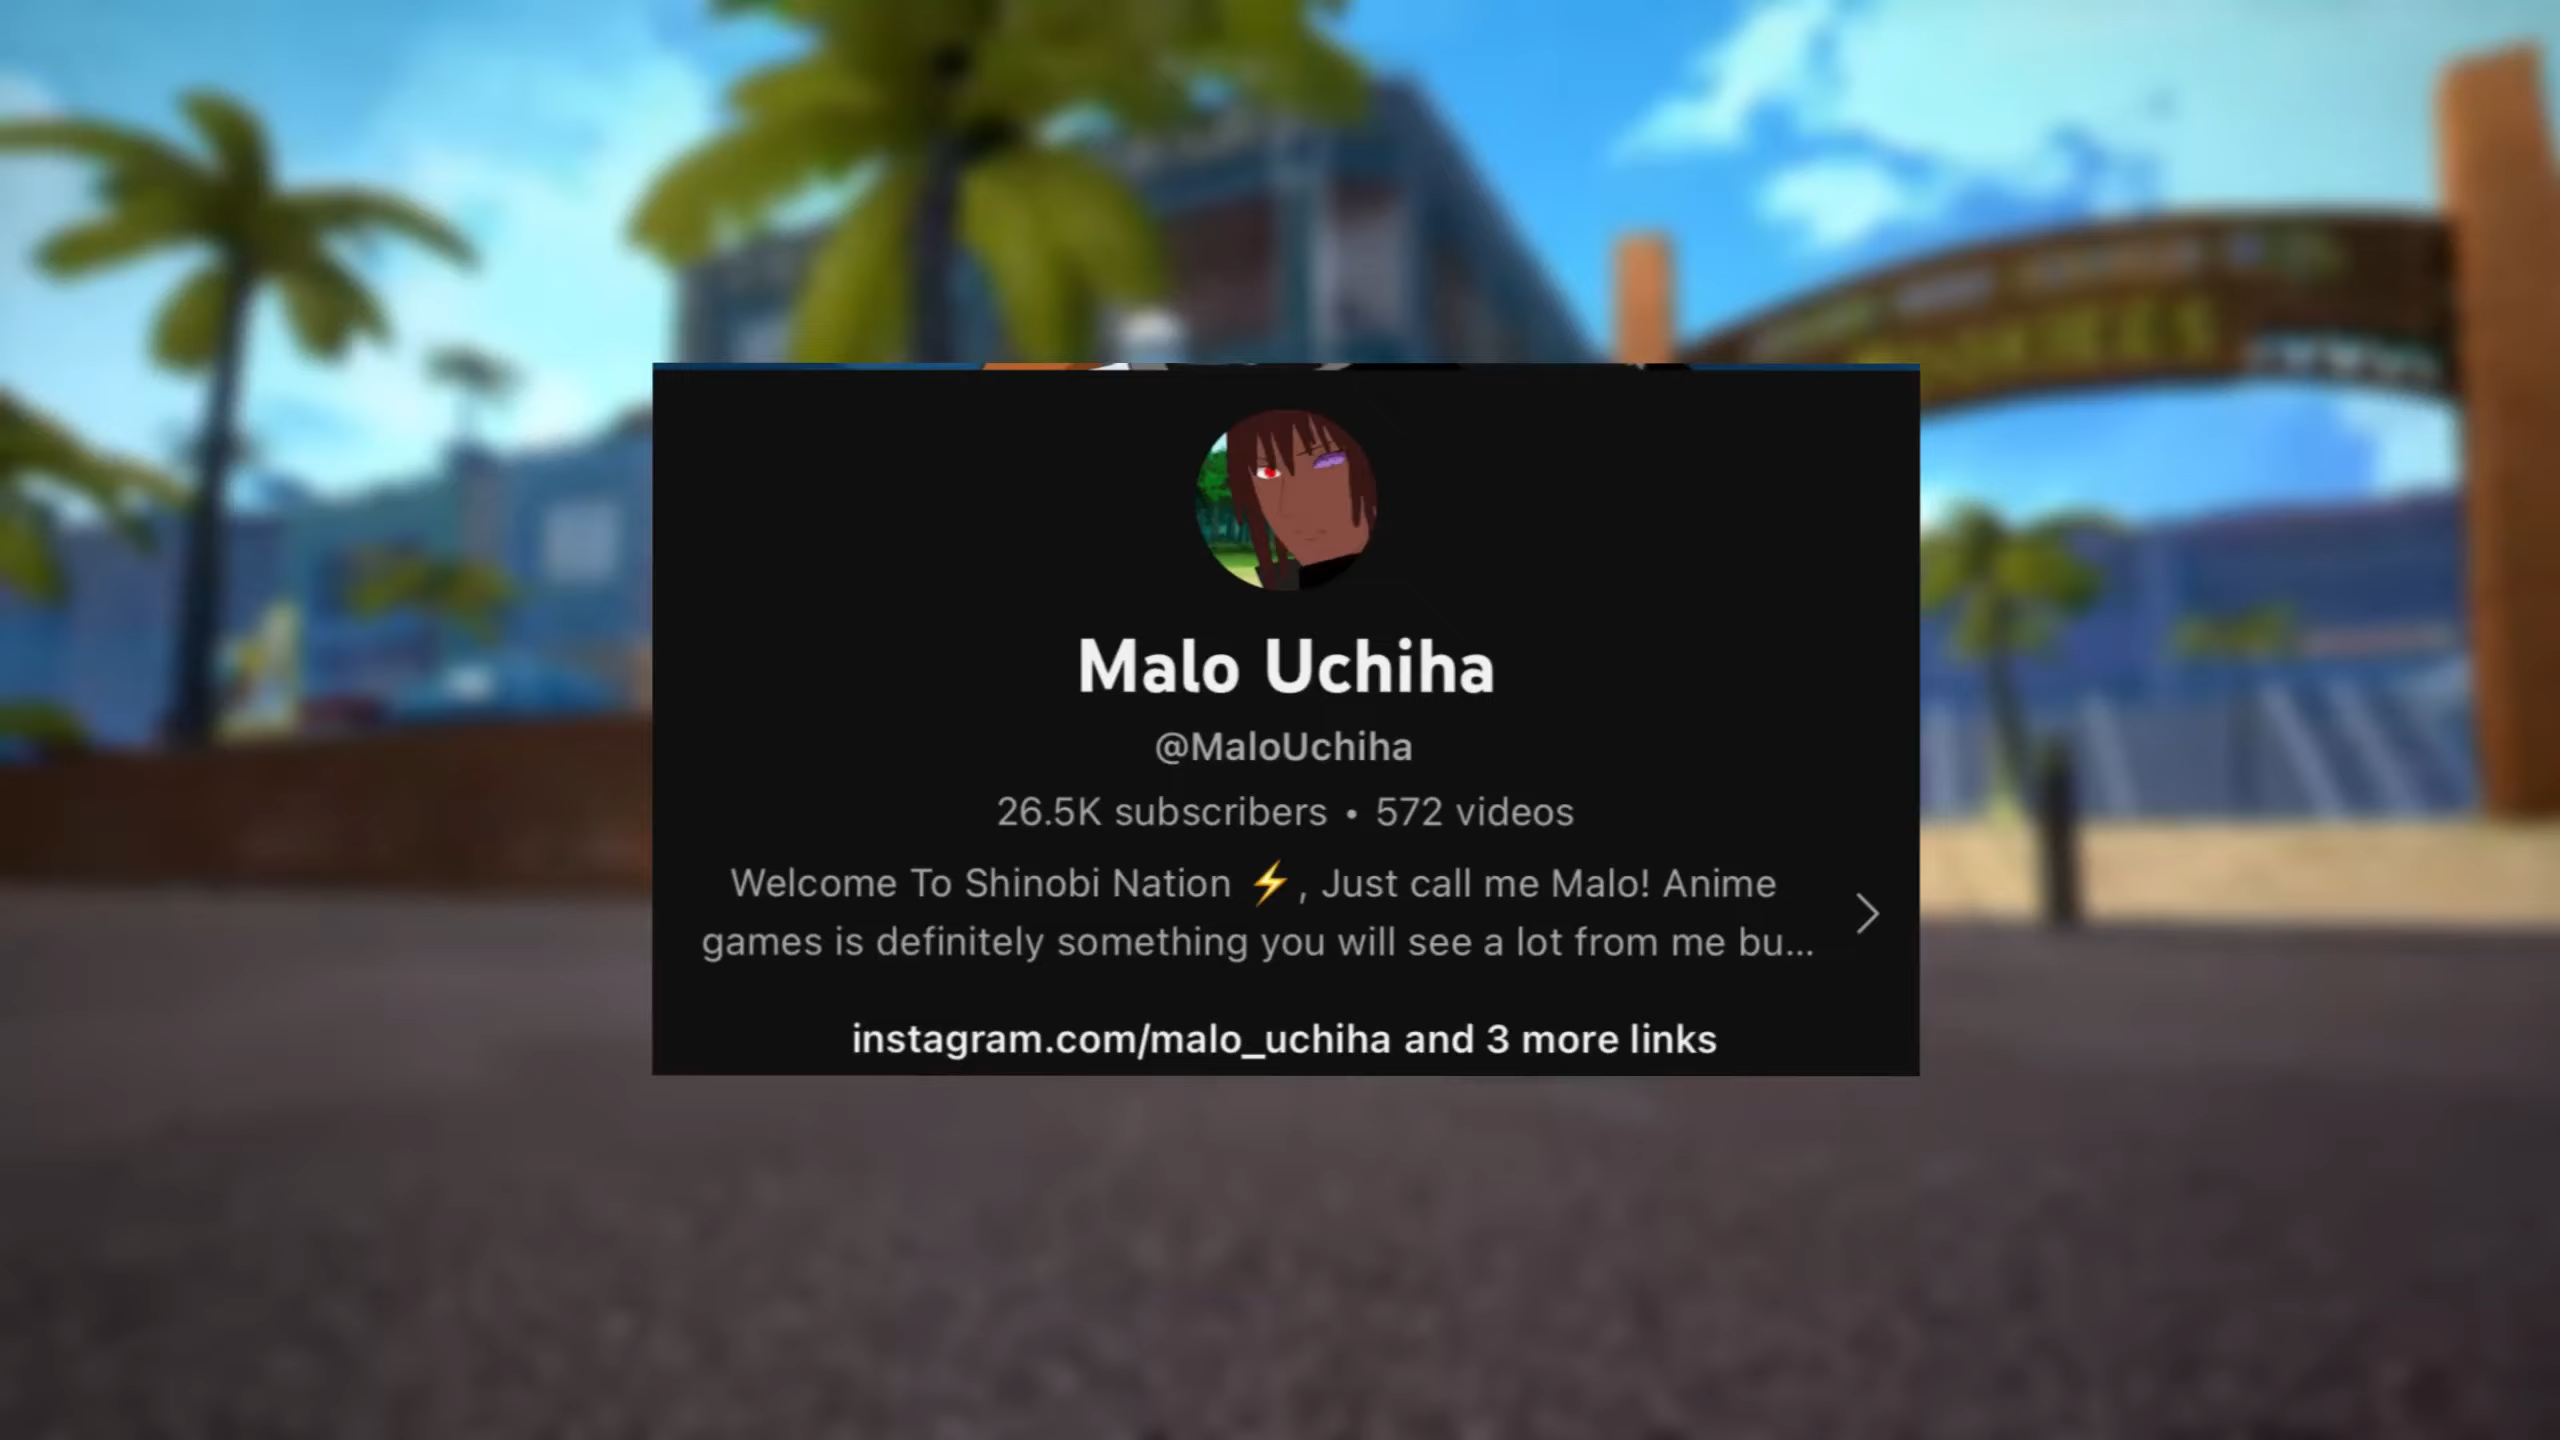 Malo Uchiha
@MaloUchiha
26.5K subscribers • 572 videos
Welcome To Shinobi Nation ⚡, Just call me Malo! Anime
games is definitely something you will see a lot from me bu...
instagram.com/malo_uchiha and 3 more links